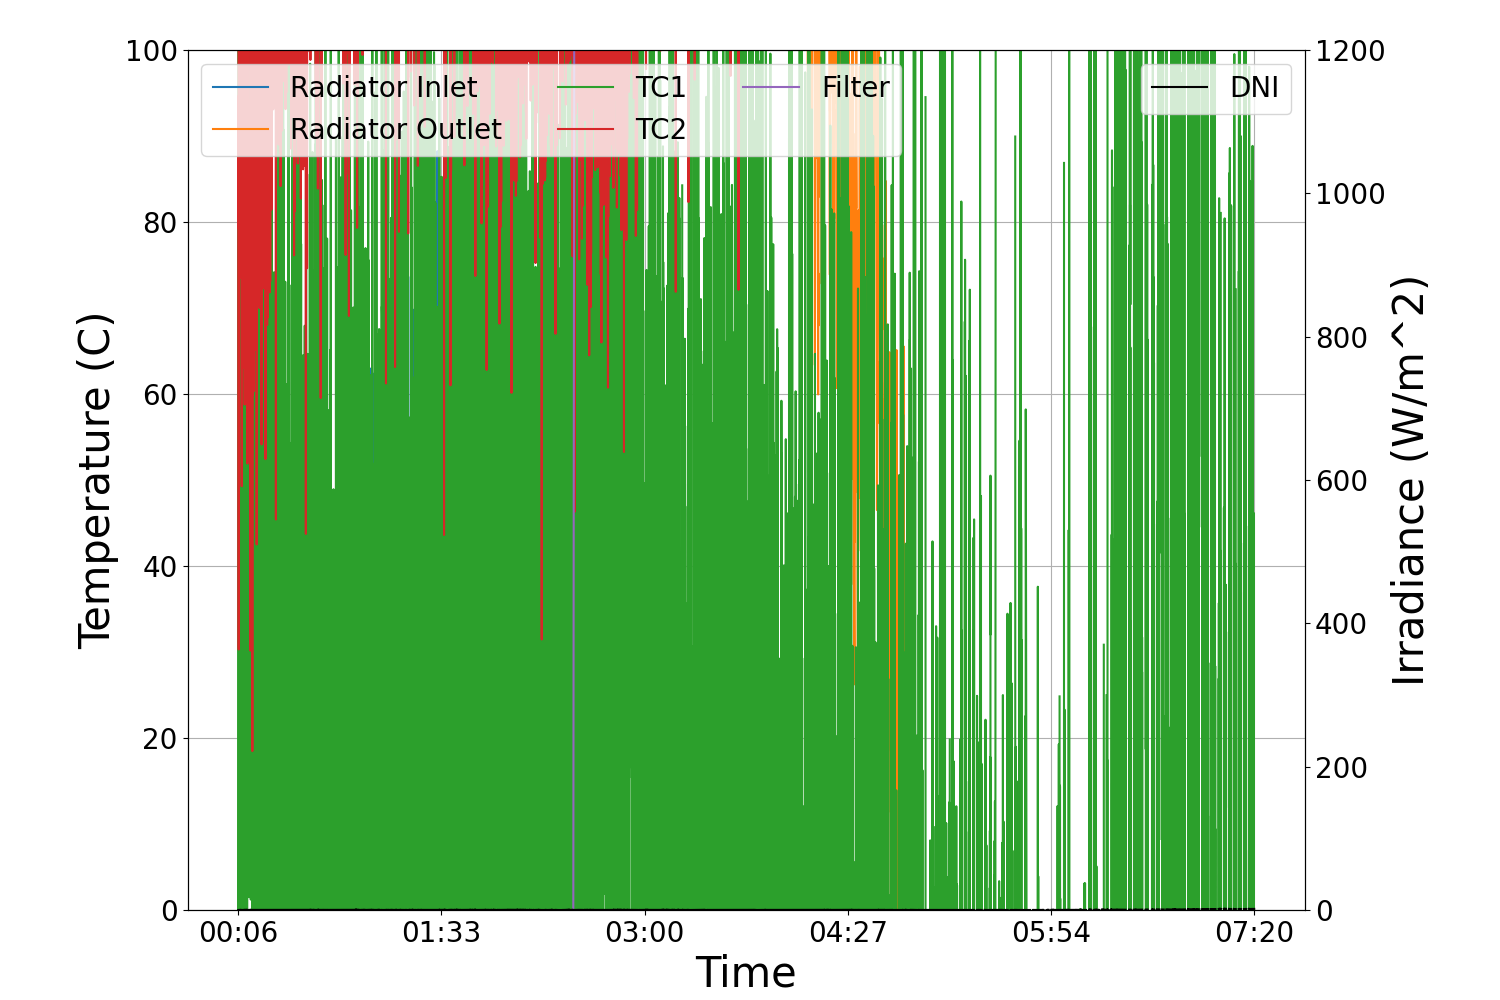 100
80
60
40
20
0
Temperature (C)
Radiator Inlet
Radiator Outlet
TC1
TC2
Filter
DNI
1200
1000
800
600
400
200
0
Irradiance (W/m^2)
00:06
01:33
03:00
04:27
05:54
07:20
Time